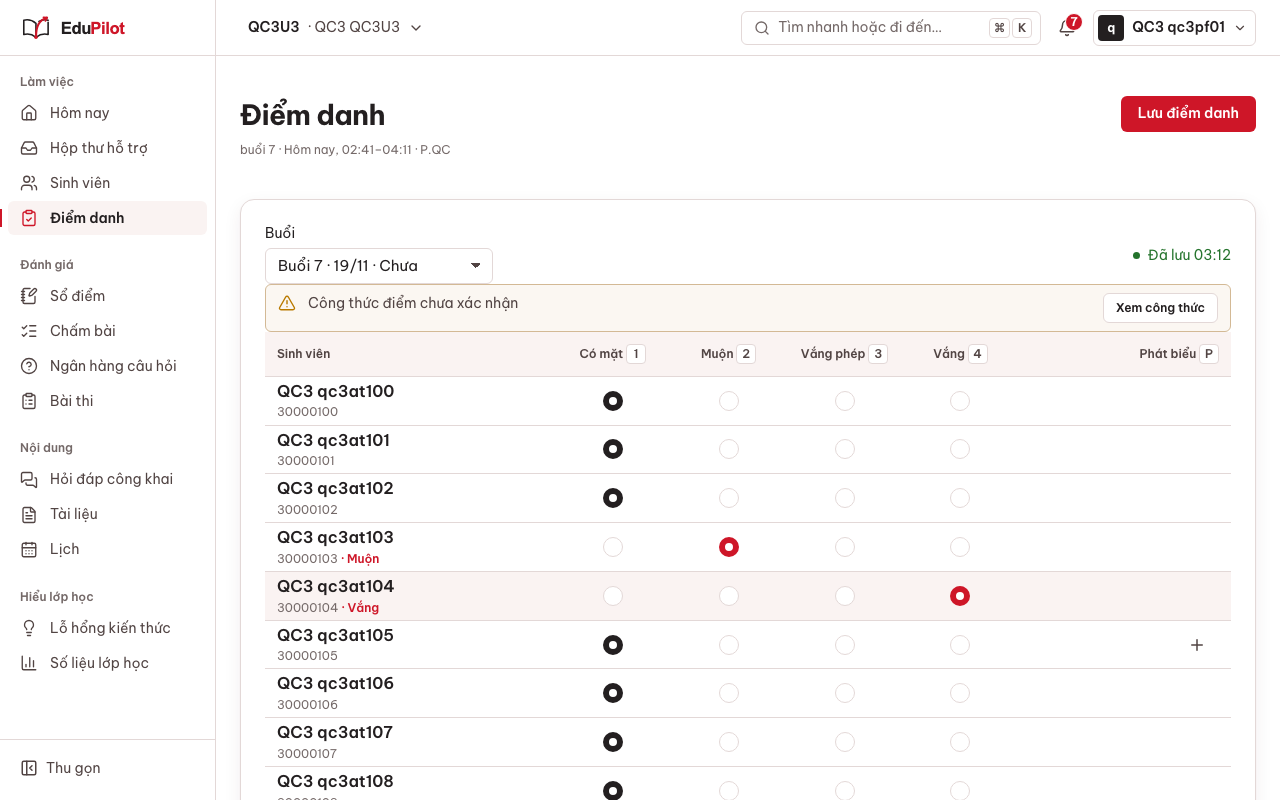 EduPilot
QC3U3 · QC3 QC3U3
Tìm nhanh hoặc đi đến... ⌘ K
7
q QC3 qc3pf01
Làm việc
Hôm nay
Hộp thư hỗ trợ
Sinh viên
Điểm danh
Đánh giá
Sổ điểm
Chấm bài
Ngân hàng câu hỏi
Bài thi
Nội dung
Hỏi đáp công khai
Tài liệu
Lịch
Hiểu lớp học
Lỗ hổng kiến thức
Số liệu lớp học
Thu gọn
Điểm danh
Lưu điểm danh
buổi 7 · Hôm nay, 02:41–04:11 · P.QC
Buổi
Buổi 7 · 19/11 · Chưa
Đã lưu 03:12
Công thức điểm chưa xác nhận
Xem công thức
Sinh viên Có mặt 1 Muộn 2 Vắng phép 3 Vắng 4 Phát biểu P
QC3 qc3at100
30000100
QC3 qc3at101
30000101
QC3 qc3at102
30000102
QC3 qc3at103
30000103 · Muộn
QC3 qc3at104
30000104 · Vắng
QC3 qc3at105
30000105
QC3 qc3at106
30000106
QC3 qc3at107
30000107
QC3 qc3at108